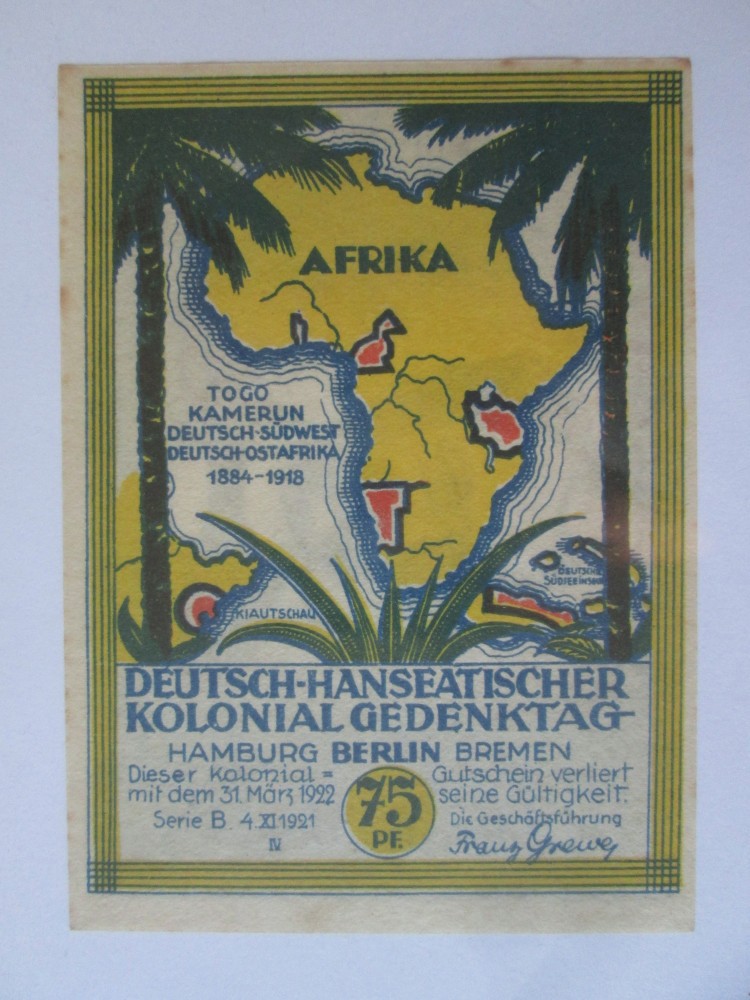 AFRIKA
TOGO
KAMERUN
DEUTSCH-SÜDWEST
DEUTSCH-OSTAFRIKA
1884-1918
KIAUTSCHAU
DEUTSCHE
SÜDSEEINSELN
DEUTSCH-HANSEATISCHER
KOLONIAL GEDENKTAG
HAMBURG BERLIN BREMEN
Dieser Kolonial = Gutschein verliert
mit dem 31. März 1922 seine Gültigkeit.
75
PF.
Serie B. 4. XI 1921
IV
Die Geschäftsführung
Franz Grewe